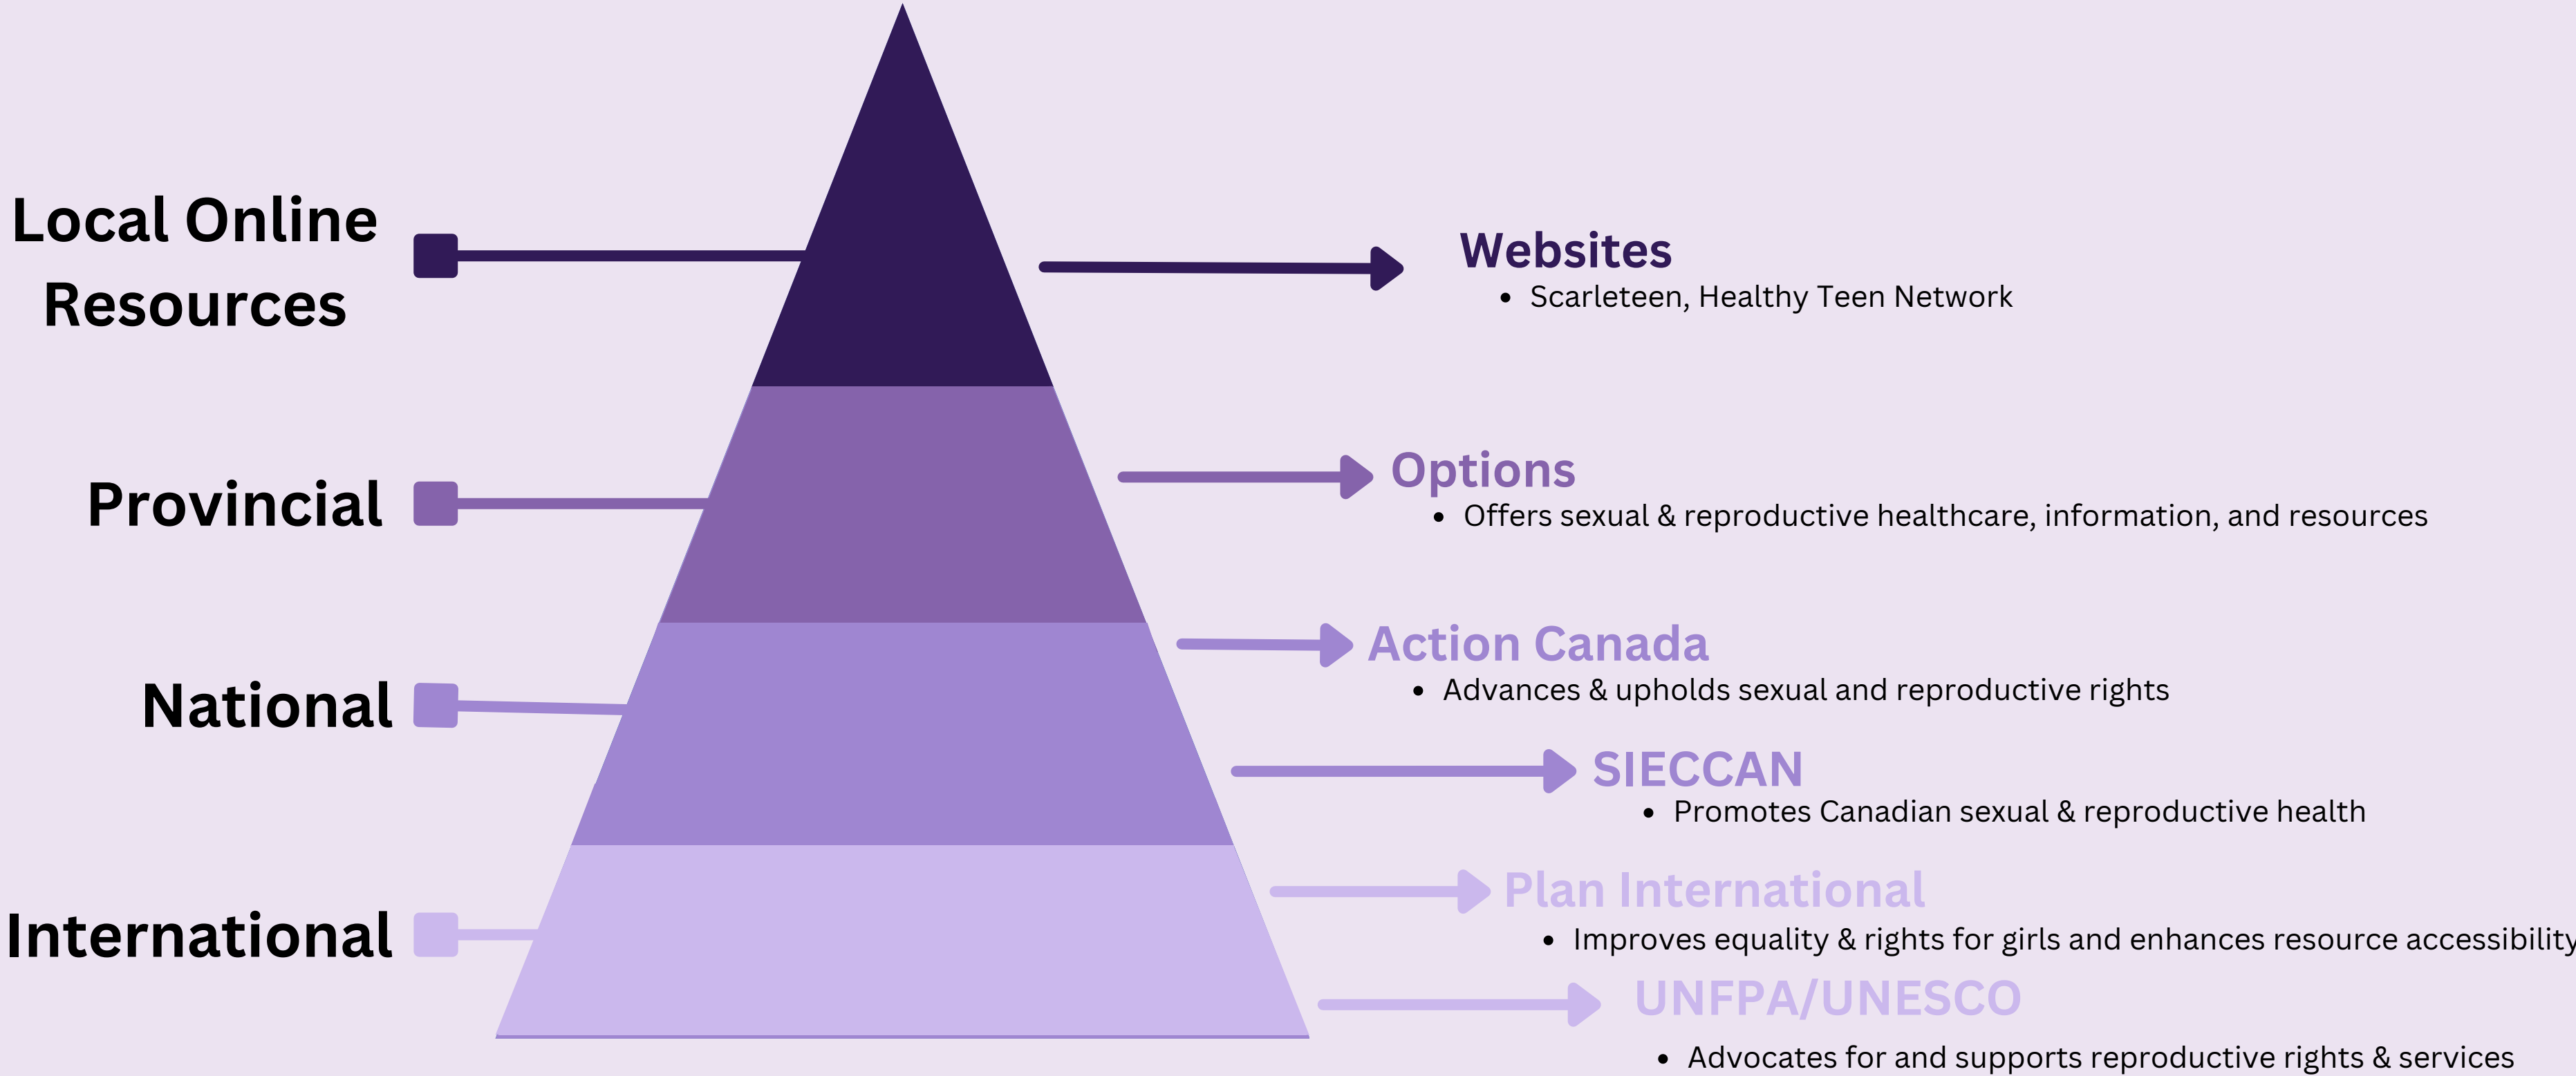 Local Online
Resources
Websites
• Scarleteen, Healthy Teen Network
Provincial
Options
• Offers sexual & reproductive healthcare, information, and resources
National
Action Canada
• Advances & upholds sexual and reproductive rights
SIECCAN
• Promotes Canadian sexual & reproductive health
International
Plan International
• Improves equality & rights for girls and enhances resource accessibility
UNFPA/UNESCO
• Advocates for and supports reproductive rights & services